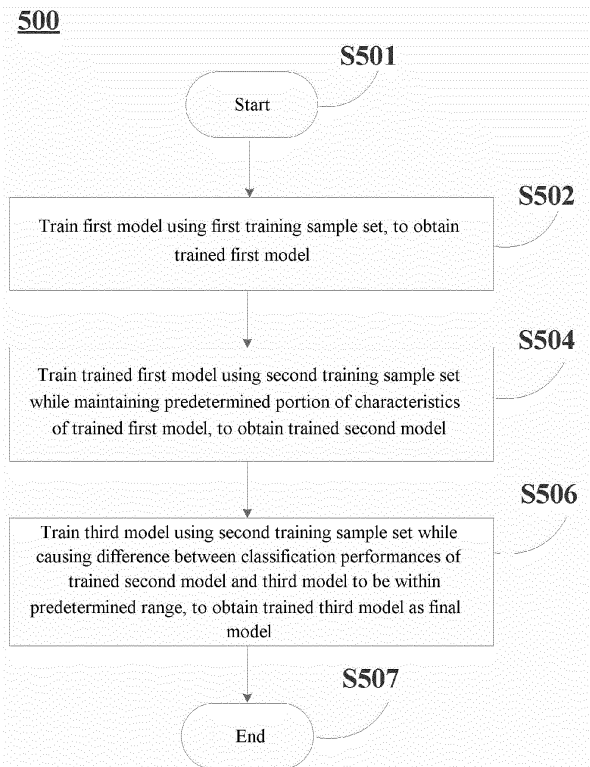 500
S501
Start
S502
Train first model using first training sample set, to obtain
trained first model
S504
Train trained first model using second training sample set
while maintaining predetermined portion of characteristics
of trained first model, to obtain trained second model
S506
Train third model using second training sample set while
causing difference between classification performances of
trained second model and third model to be within
predetermined range, to obtain trained third model as final
model
S507
End